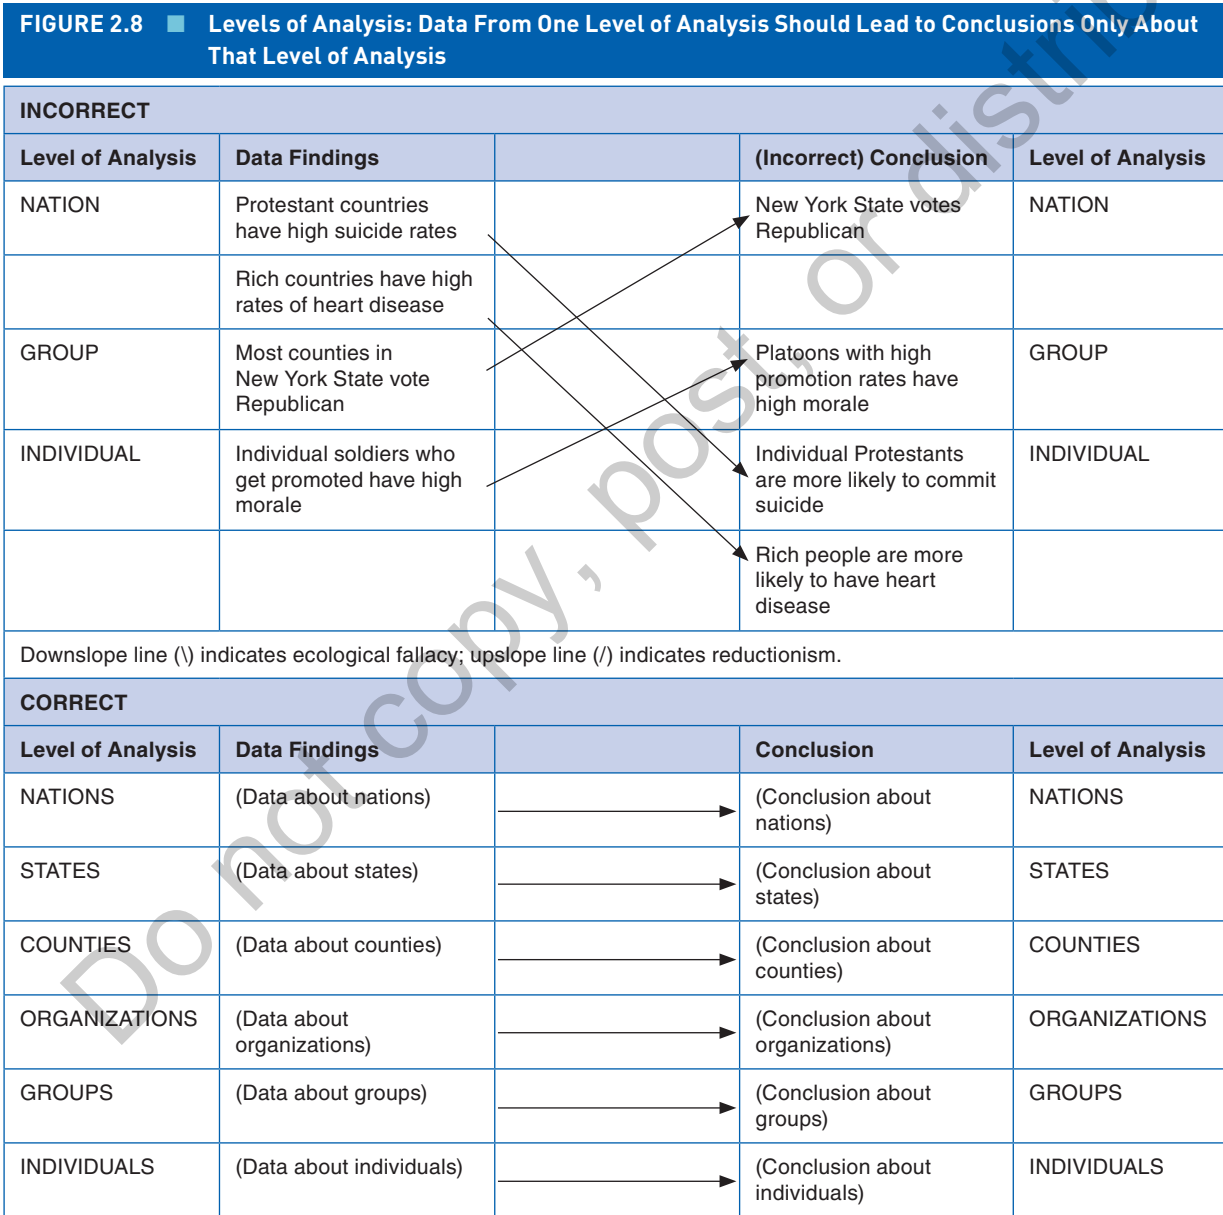 FIGURE 2.8 ■ Levels of Analysis: Data From One Level of Analysis Should Lead to Conclusions Only About
That Level of Analysis
INCORRECT
Level of Analysis Data Findings (Incorrect) Conclusion Level of Analysis
NATION Protestant countries New York State votes NATION
have high suicide rates Republican
Rich countries have high
rates of heart disease
GROUP Most counties in Platoons with high GROUP
New York State vote promotion rates have
Republican high morale
INDIVIDUAL Individual soldiers who Individual Protestants INDIVIDUAL
get promoted have high are more likely to commit
morale suicide
Rich people are more
likely to have heart
disease
Downslope line (\) indicates ecological fallacy; upslope line (/) indicates reductionism.
CORRECT
Level of Analysis Data Findings Conclusion Level of Analysis
NATIONS (Data about nations) (Conclusion about NATIONS
nations)
STATES (Data about states) (Conclusion about STATES
states)
COUNTIES (Data about counties) (Conclusion about COUNTIES
counties)
ORGANIZATIONS (Data about (Conclusion about ORGANIZATIONS
organizations) organizations)
GROUPS (Data about groups) (Conclusion about GROUPS
groups)
INDIVIDUALS (Data about individuals) (Conclusion about INDIVIDUALS
individuals)
Do not copy, post, or